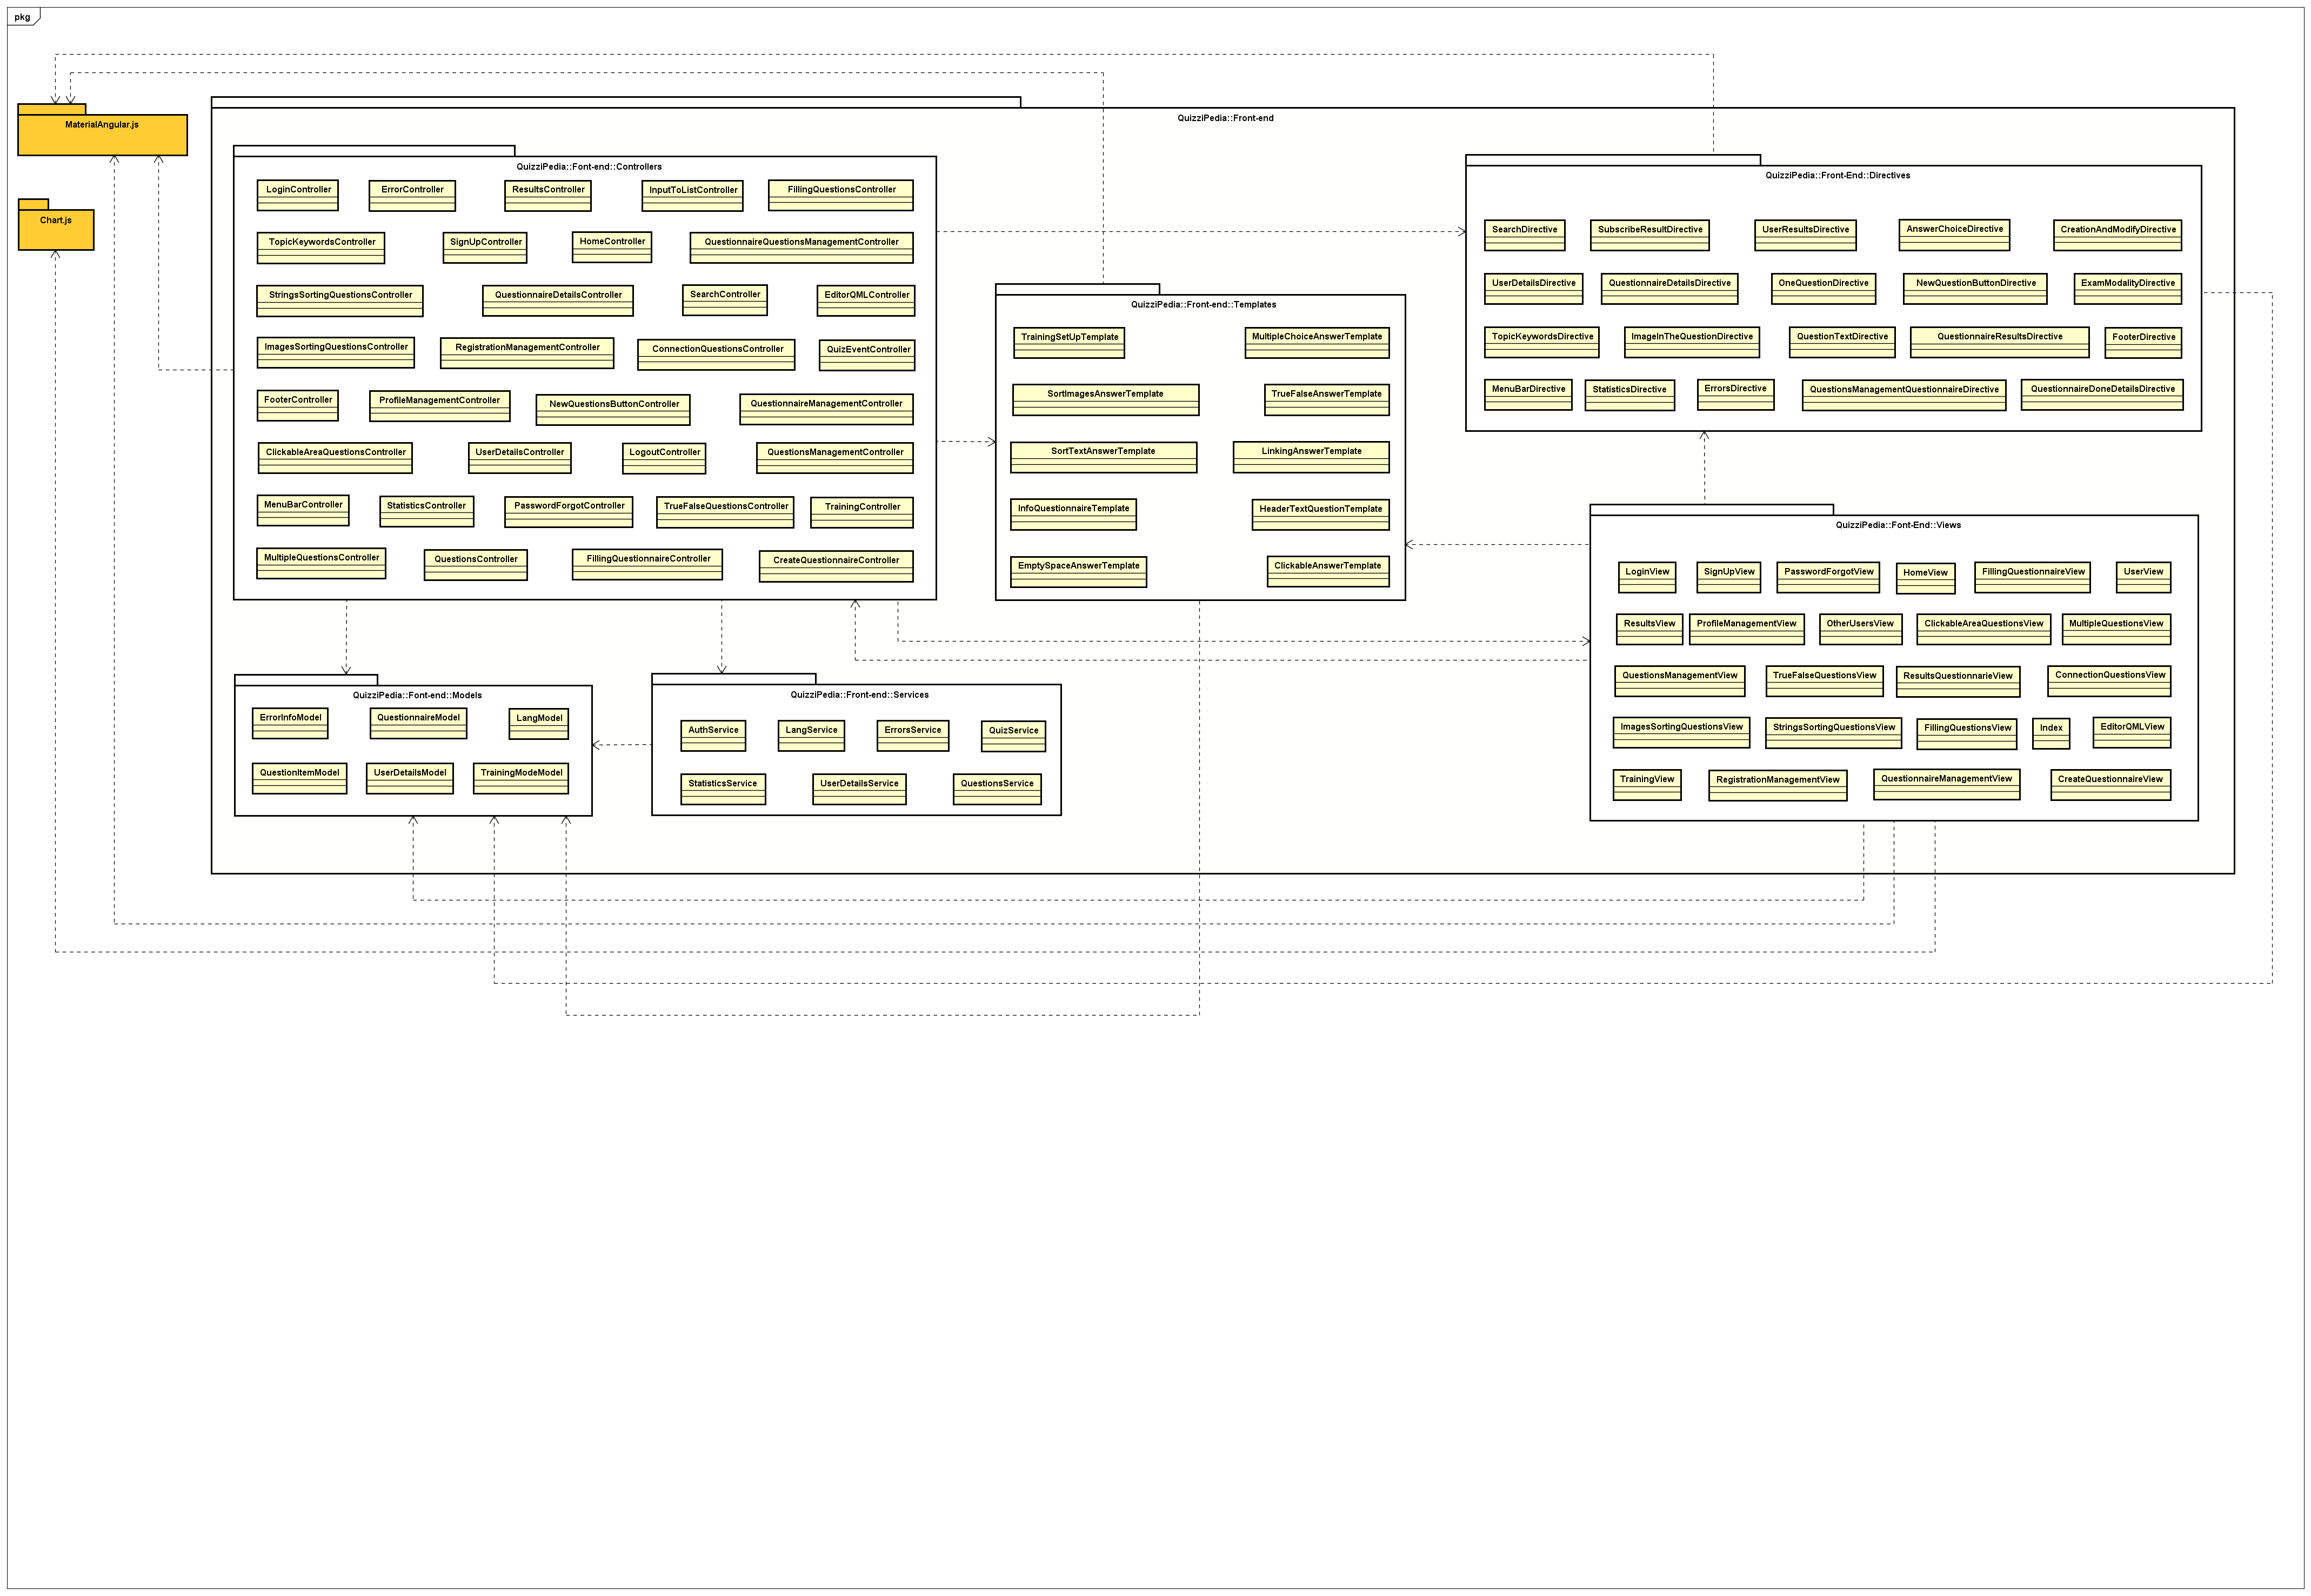 pkg
MaterialAngular.js
Chart.js
QuizziPedia::Front-end
QuizziPedia::Font-end::Controllers
LoginController
ErrorController
ResultsController
InputToListController
FillingQuestionsController
TopicKeywordsController
SignUpController
HomeController
QuestionnaireQuestionsManagementController
StringsSortingQuestionsController
QuestionnaireDetailsController
SearchController
EditorQMLController
ImagesSortingQuestionsController
RegistrationManagementController
ConnectionQuestionsController
QuizEventController
FooterController
ProfileManagementController
NewQuestionsButtonController
QuestionnaireManagementController
ClickableAreaQuestionsController
UserDetailsController
LogoutController
QuestionsManagementController
MenuBarController
StatisticsController
PasswordForgotController
TrueFalseQuestionsController
TrainingController
MultipleQuestionsController
QuestionsController
FillingQuestionnaireController
CreateQuestionnaireController
QuizziPedia::Front-end::Templates
TrainingSetUpTemplate
MultipleChoiceAnswerTemplate
SortImagesAnswerTemplate
TrueFalseAnswerTemplate
SortTextAnswerTemplate
LinkingAnswerTemplate
InfoQuestionnaireTemplate
HeaderTextQuestionTemplate
EmptySpaceAnswerTemplate
ClickableAnswerTemplate
QuizziPedia::Front-End::Directives
SearchDirective
SubscribeResultDirective
UserResultsDirective
AnswerChoiceDirective
CreationAndModifyDirective
UserDetailsDirective
QuestionnaireDetailsDirective
OneQuestionDirective
NewQuestionButtonDirective
ExamModalityDirective
TopicKeywordsDirective
ImageInTheQuestionDirective
QuestionTextDirective
QuestionnaireResultsDirective
FooterDirective
MenuBarDirective
StatisticsDirective
ErrorsDirective
QuestionsManagementQuestionnaireDirective
QuestionnaireDoneDetailsDirective
QuizziPedia::Font-End::Views
LoginView
SignUpView
PasswordForgotView
HomeView
FillingQuestionnaireView
UserView
ResultsView
ProfileManagementView
OtherUsersView
ClickableAreaQuestionsView
MultipleQuestionsView
QuestionsManagementView
TrueFalseQuestionsView
ResultsQuestionnarieView
ConnectionQuestionsView
ImagesSortingQuestionsView
StringsSortingQuestionsView
FillingQuestionsView
Index
EditorQMLView
TrainingView
RegistrationManagementView
QuestionnaireManagementView
CreateQuestionnaireView
QuizziPedia::Font-end::Models
ErrorInfoModel
QuestionnaireModel
LangModel
QuestionItemModel
UserDetailsModel
TrainingModeModel
QuizziPedia::Front-end::Services
AuthService
LangService
ErrorsService
QuizService
StatisticsService
UserDetailsService
QuestionsService